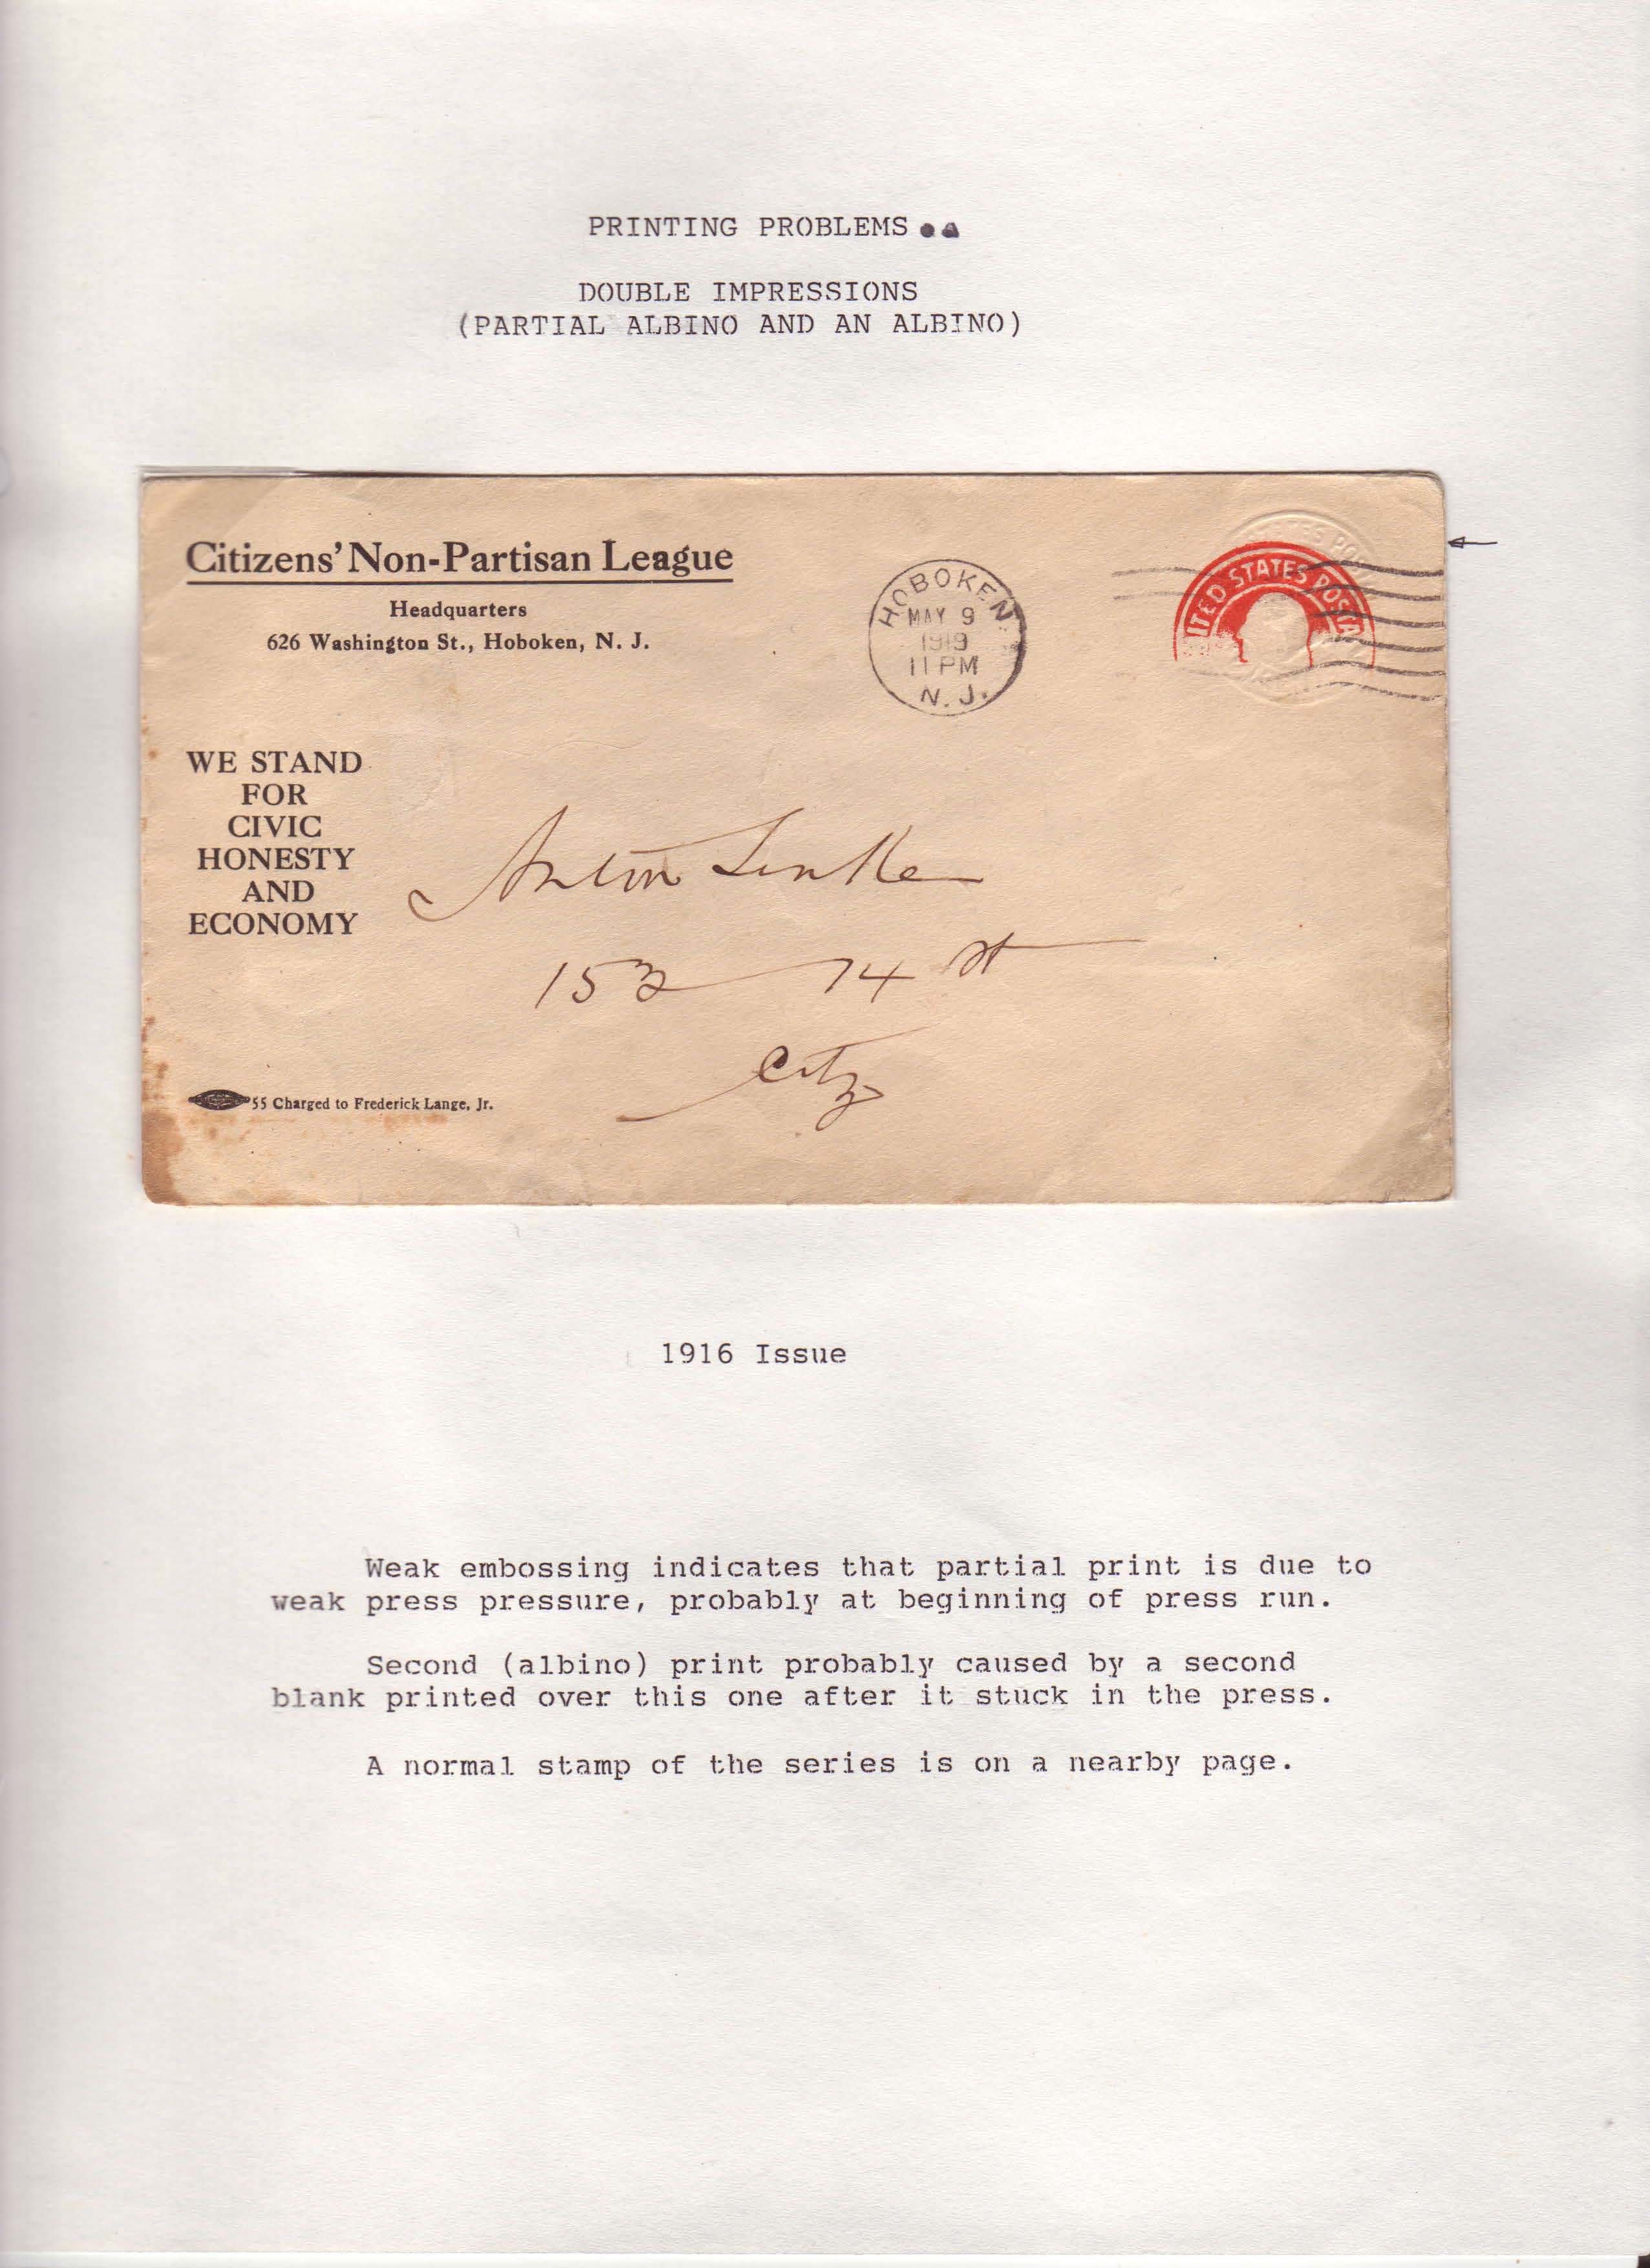 PRINTING PROBLEMS
DOUBLE IMPRESSIONS
(PARTIAL ALBINO AND AN ALBINO)
Citizens' Non-Partisan League
Headquarters
626 Washington St., Hoboken, N. J.
HOBOKEN
MAY 9
1919
11 PM
N. J.
ITED STATES POSTA
WE STAND
FOR
CIVIC
HONESTY
AND
ECONOMY
Anton
153 14 St
City
55 Charged to Frederick Lange, Jr.
1916 Issue
Weak embossing indicates that partial print is due to
weak press pressure, probably at beginning of press run.
Second (albino) print probably caused by a second
blank printed over this one after it stuck in the press.
A normal stamp of the series is on a nearby page.